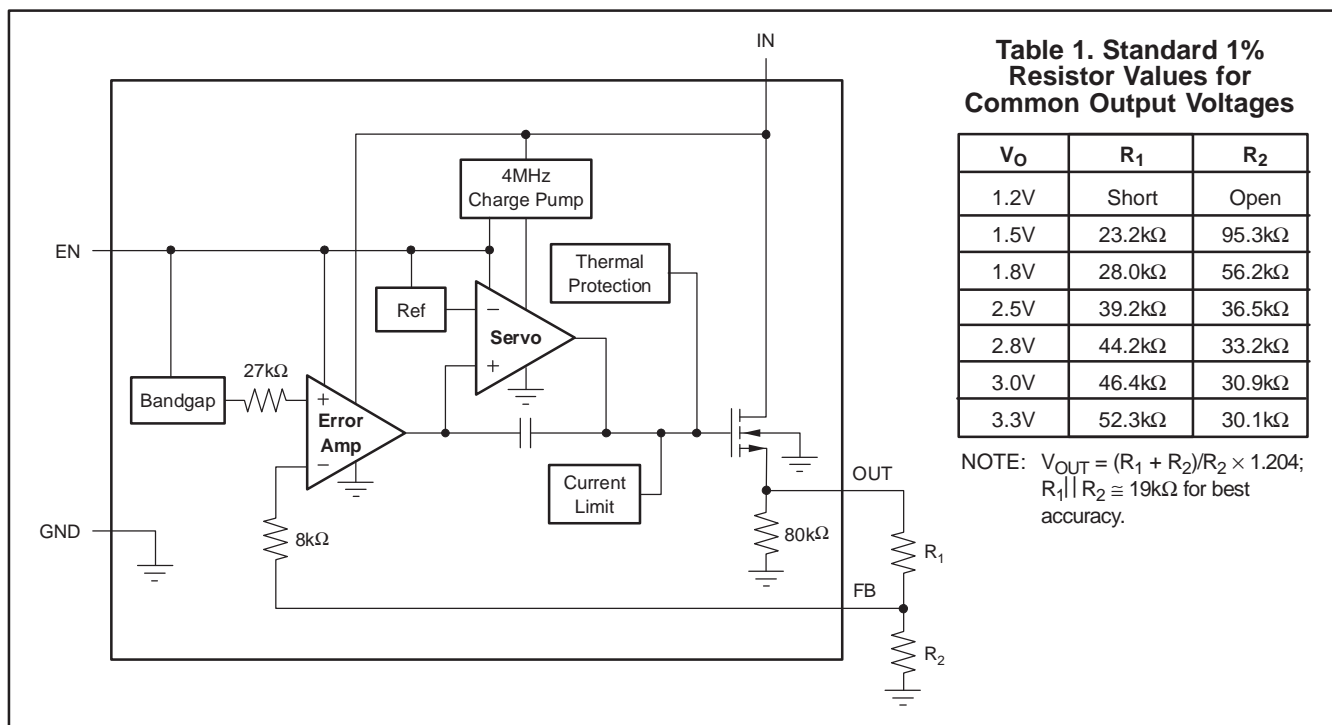 IN
4MHz
Charge Pump
EN
Thermal
Protection
Ref
−
Servo
+
27kΩ
Bandgap
+
Error
Amp
−
Current
Limit
OUT
GND
8kΩ
80kΩ
R1
FB
R2
Table 1. Standard 1%
Resistor Values for
Common Output Voltages
VO R1 R2
1.2V Short Open
1.5V 23.2kΩ 95.3kΩ
1.8V 28.0kΩ 56.2kΩ
2.5V 39.2kΩ 36.5kΩ
2.8V 44.2kΩ 33.2kΩ
3.0V 46.4kΩ 30.9kΩ
3.3V 52.3kΩ 30.1kΩ
NOTE: VOUT = (R1 + R2)/R2 × 1.204;
R1|| R2 ≅ 19kΩ for best
accuracy.